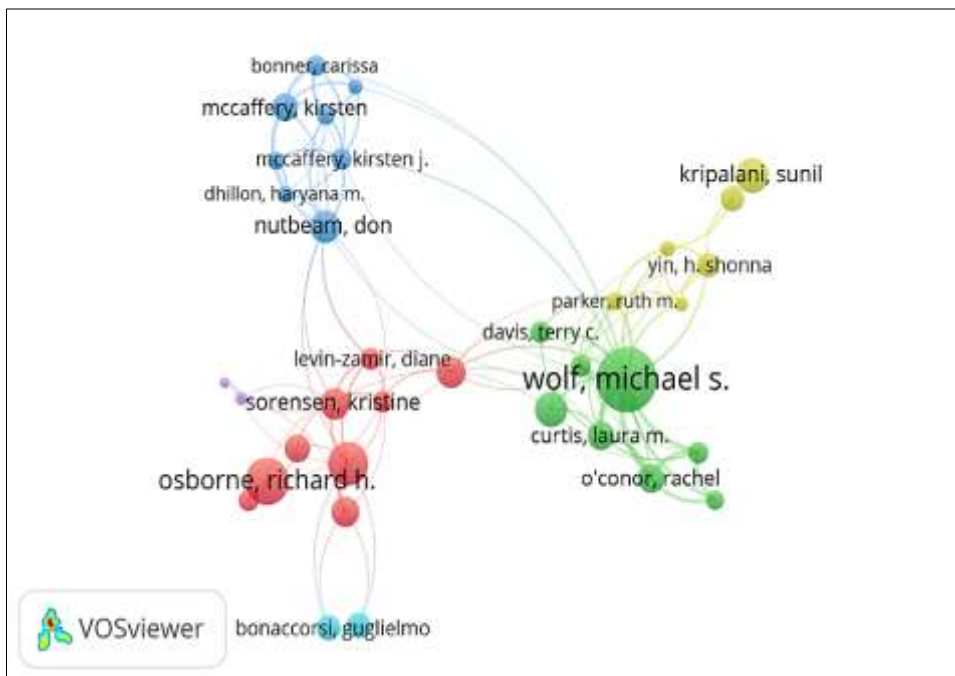 bonner, carissa
mccaffery, kirsten
mccaffery, kirsten j.
dhillon, haryana m.
nutbeam, don
kripalani, sunil
yin, h. shonna
parker, ruth m.
davis, terry c.
levin-zamir, diane
wolf, michael s.
sorensen, kristine
curtis, laura m.
osborne, richard h.
o'conor, rachel
bonaccorsi, guglielmo
VOSviewer